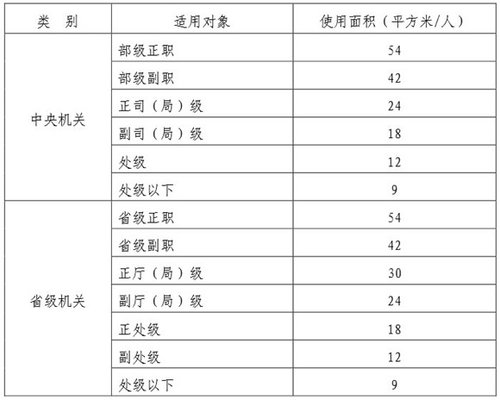 类 别 适用对象 使用面积（平方米/人）
中央机关 部级正职 54
部级副职 42
正司（局）级 24
副司（局）级 18
处级 12
处级以下 9
省级机关 省级正职 54
省级副职 42
正厅（局）级 30
副厅（局）级 24
正处级 18
副处级 12
处级以下 9